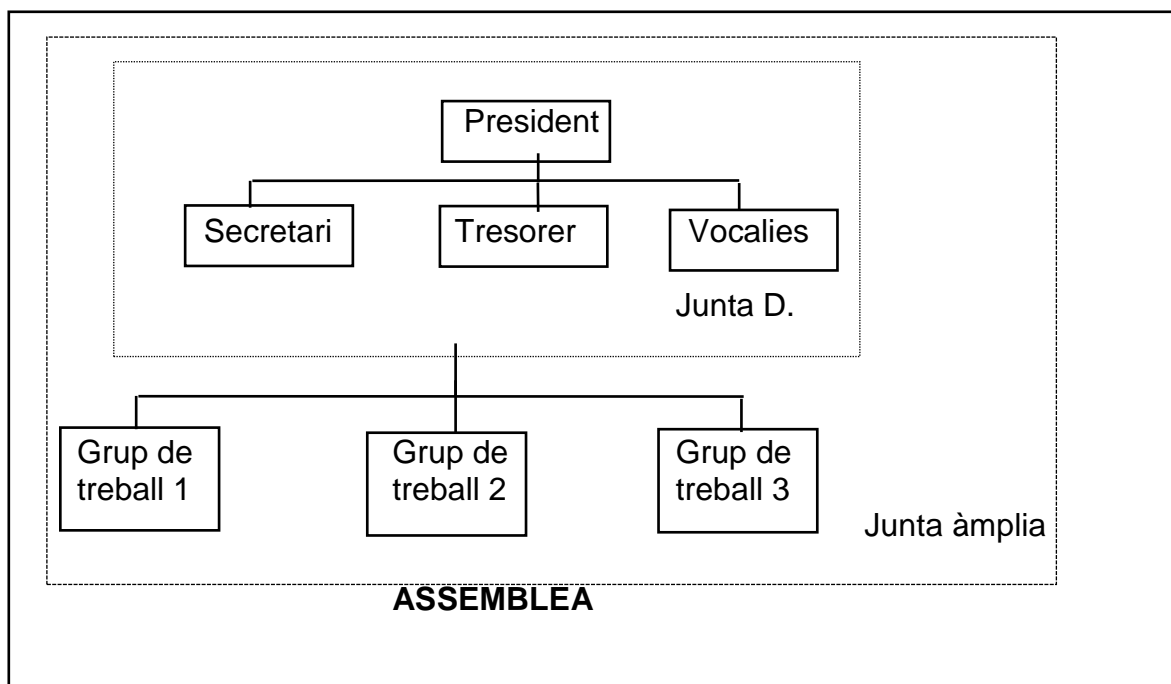 President
Secretari
Tresorer
Vocalies
Junta D.
Grup de
treball 1
Grup de
treball 2
Grup de
treball 3
Junta àmplia
ASSEMBLEA